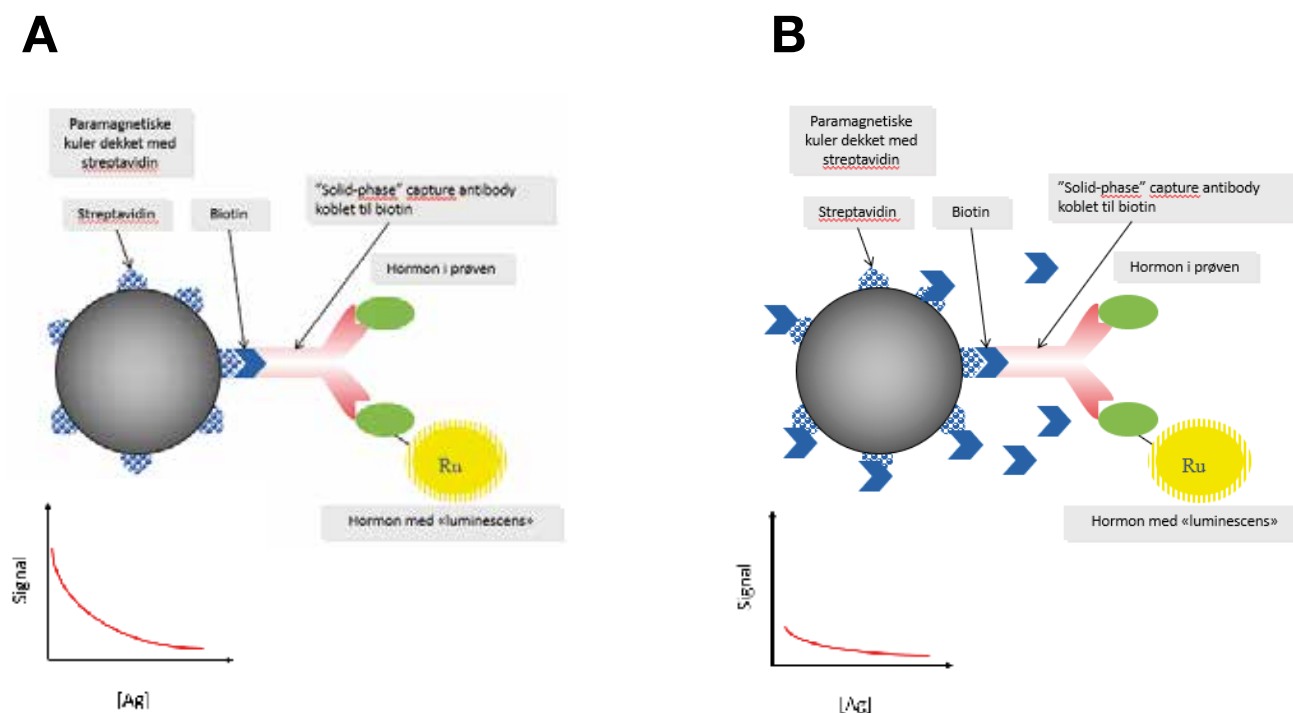 A
Paramagnetiske
kuler dekket med
streptavidin
"Solid-phase" capture antibody
koblet til biotin
Streptavidin
Biotin
Hormon i prøven
Ru
Hormon med «luminescens»
Signal
[Ag]
B
Paramagnetiske
kuler dekket med
streptavidin
"Solid-phase" capture antibody
koblet til biotin
Streptavidin
Biotin
Hormon i prøven
Ru
Hormon med «luminescens»
Signal
[Ag]